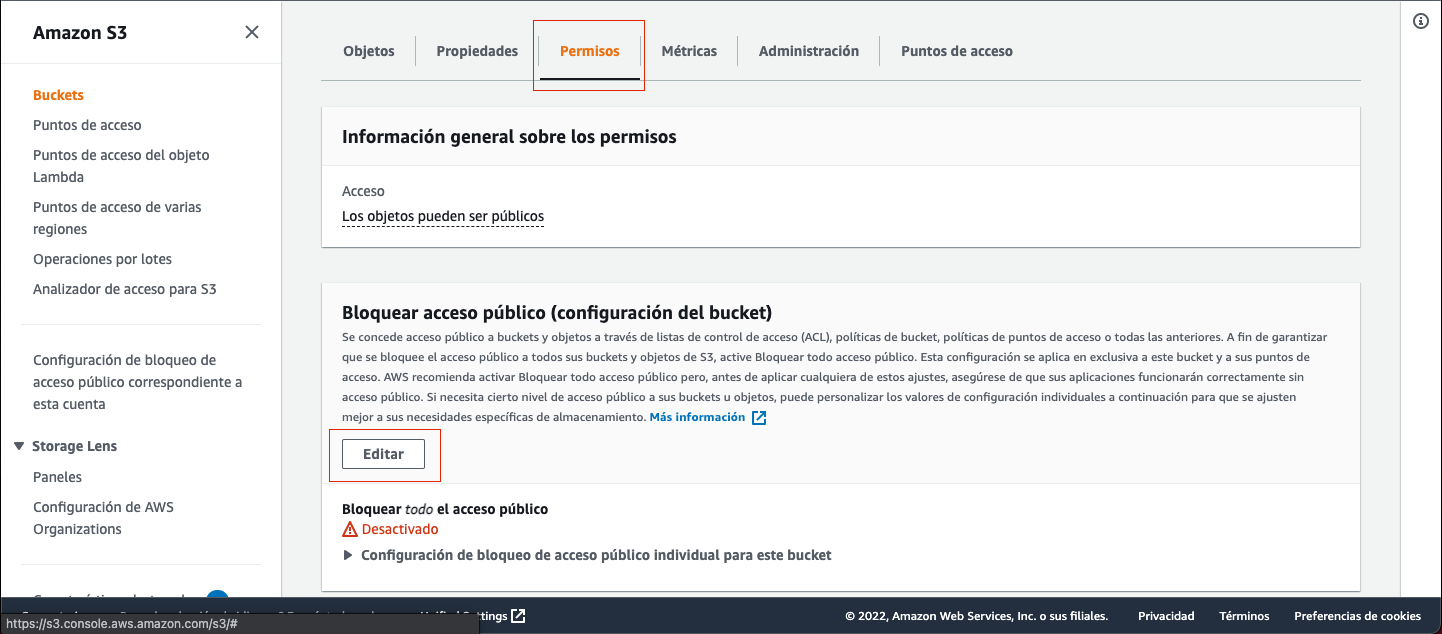 Amazon S3
Buckets
Puntos de acceso
Puntos de acceso del objeto
Lambda
Puntos de acceso de varias
regiones
Operaciones por lotes
Analizador de acceso para S3
Configuración de bloqueo de
acceso público correspondiente a
esta cuenta
Storage Lens
Paneles
Configuración de AWS
Organizations
Objetos Propiedades Permisos Métricas Administración Puntos de acceso
Información general sobre los permisos
Acceso
Los objetos pueden ser públicos
Bloquear acceso público (configuración del bucket)
Se concede acceso público a buckets y objetos a través de listas de control de acceso (ACL), políticas de bucket, políticas de puntos de acceso o todas las anteriores. A fin de garantizar
que se bloquee el acceso público a todos sus buckets y objetos de S3, active Bloquear todo acceso público. Esta configuración se aplica en exclusiva a este bucket y a sus puntos de
acceso. AWS recomienda activar Bloquear todo acceso público pero, antes de aplicar cualquiera de estos ajustes, asegúrese de que sus aplicaciones funcionarán correctamente sin
acceso público. Si necesita cierto nivel de acceso público a sus buckets u objetos, puede personalizar los valores de configuración individuales a continuación para que se ajusten
mejor a sus necesidades específicas de almacenamiento. Más información
Editar
Bloquear todo el acceso público
Desactivado
Configuración de bloqueo de acceso público individual para este bucket
© 2022, Amazon Web Services, Inc. o sus filiales. Privacidad Términos Preferencias de cookies
https://s3.console.aws.amazon.com/s3/#